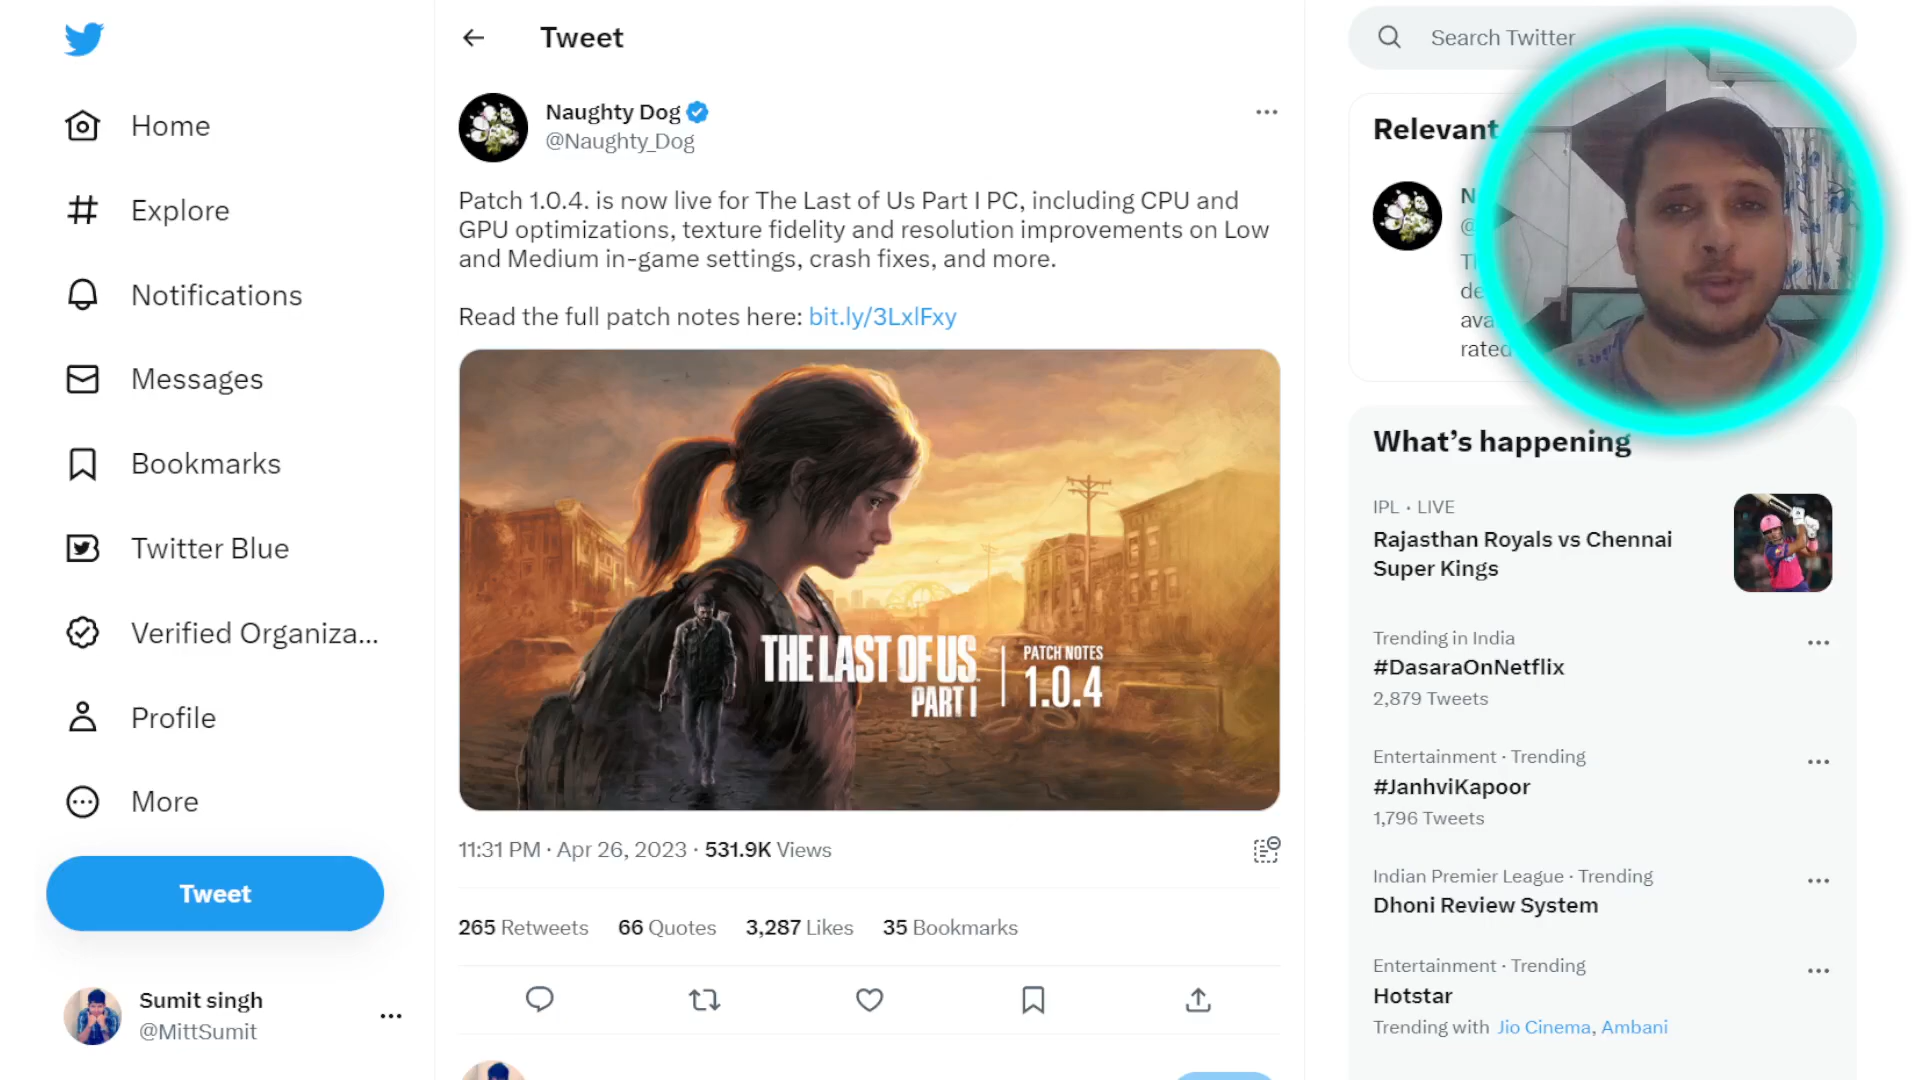 Home
Explore
Notifications
Messages
Bookmarks
Twitter Blue
Verified Organiza...
Profile
More
Tweet
Sumit singh
@MittSumit
Tweet
Naughty Dog
@Naughty_Dog
Patch 1.0.4. is now live for The Last of Us Part I PC, including CPU and
GPU optimizations, texture fidelity and resolution improvements on Low
and Medium in-game settings, crash fixes, and more.
Read the full patch notes here: bit.ly/3LxlFxy
THE LAST OF US
PART I
PATCH NOTES
1.0.4
11:31 PM · Apr 26, 2023 · 531.9K Views
265 Retweets 66 Quotes 3,287 Likes 35 Bookmarks
Search Twitter
Relevant
rated
What's happening
IPL · LIVE
Rajasthan Royals vs Chennai
Super Kings
Trending in India
#DasaraOnNetflix
2,879 Tweets
Entertainment · Trending
#JanhviKapoor
1,796 Tweets
Indian Premier League · Trending
Dhoni Review System
Entertainment · Trending
Hotstar
Trending with Jio Cinema, Ambani